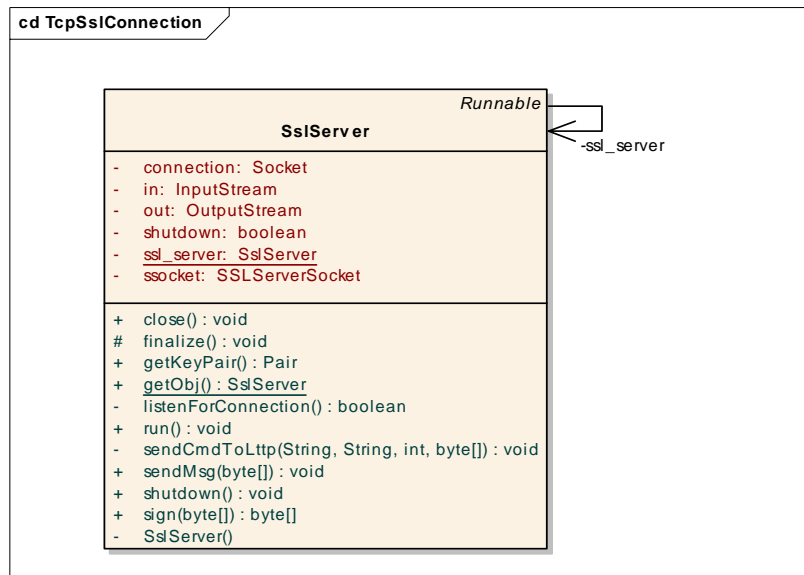 cd TcpSslConnection
Runnable
SslServer
-ssl_server
- connection: Socket
- in: InputStream
- out: OutputStream
- shutdown: boolean
- ssl_server: SslServer
- ssocket: SSLServerSocket
+ close() : void
# finalize() : void
+ getKeyPair() : Pair
+ getObj() : SslServer
- listenForConnection() : boolean
+ run() : void
- sendCmdToLttp(String, String, int, byte[]) : void
+ sendMsg(byte[]) : void
+ shutdown() : void
+ sign(byte[]) : byte[]
- SslServer()